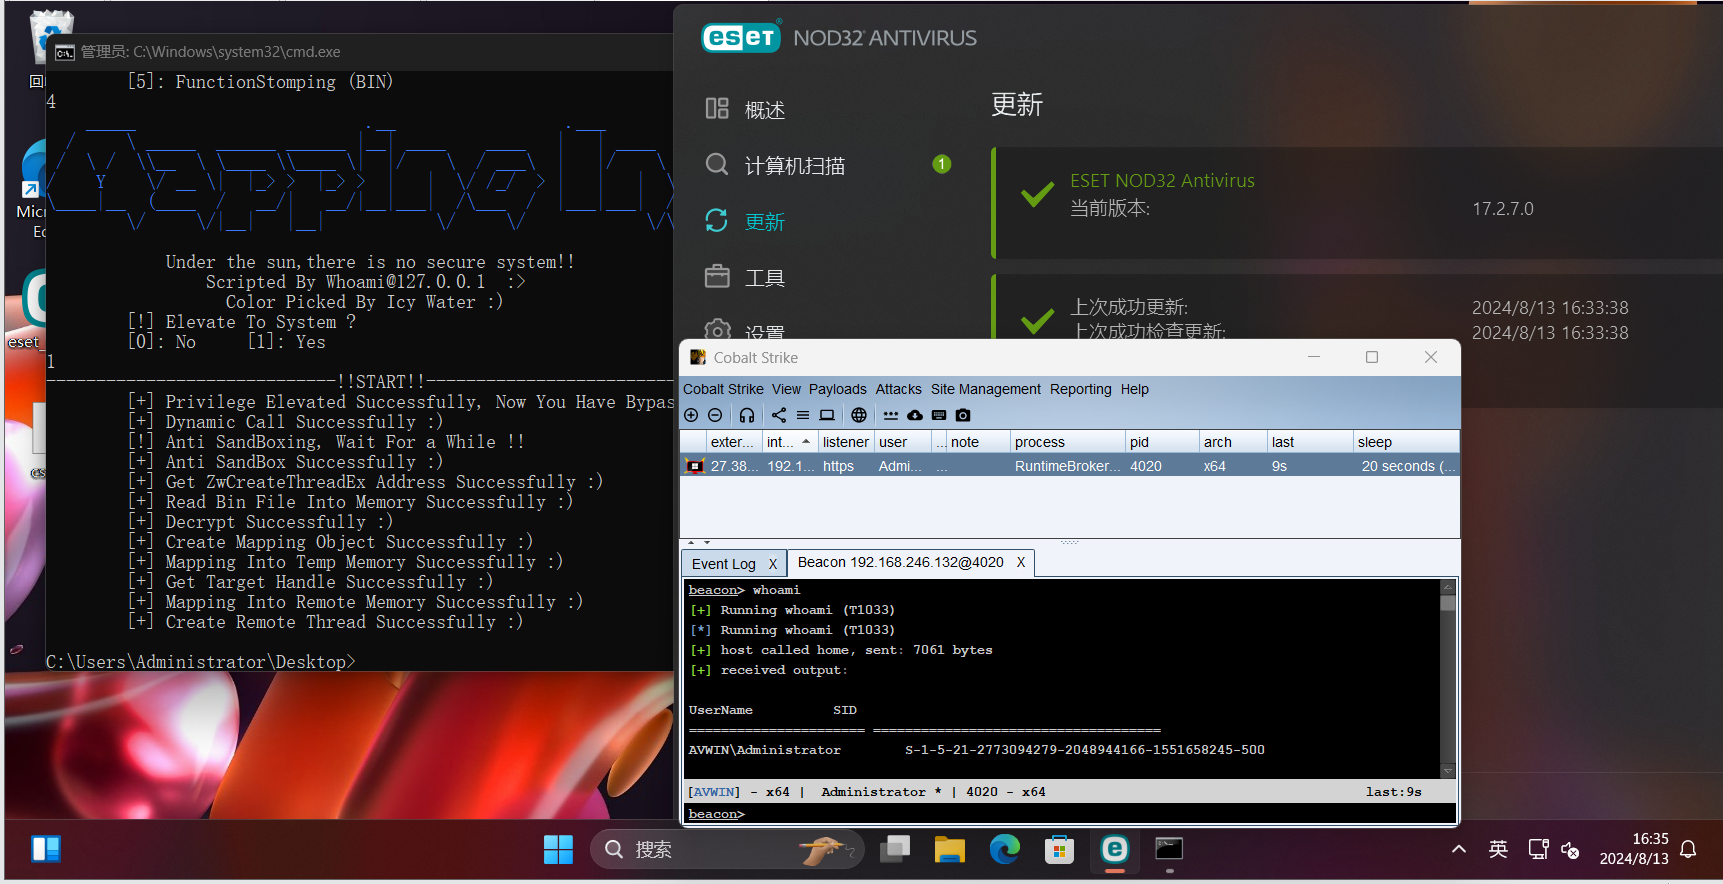 管理员: C:\Windows\system32\cmd.exe
[5]: FunctionStomping (BIN)
4
Mapping In
Under the sun,there is no secure system!!
Scripted By Whoami@127.0.0.1 :>
Color Picked By Icy Water :)
[!] Elevate To System ?
[0]: No [1]: Yes
1
-----------------------------!!START!!-------------------------
[+] Privilege Elevated Successfully, Now You Have Bypas
[+] Dynamic Call Successfully :)
[!] Anti SandBoxing, Wait For a While !!
[+] Anti SandBox Successfully :)
[+] Get ZwCreateThreadEx Address Successfully :)
[+] Read Bin File Into Memory Successfully :)
[+] Decrypt Successfully :)
[+] Create Mapping Object Successfully :)
[+] Mapping Into Temp Memory Successfully :)
[+] Get Target Handle Successfully :)
[+] Mapping Into Remote Memory Successfully :)
[+] Create Remote Thread Successfully :)
C:\Users\Administrator\Desktop>
回
Mic
Ed
eset_
eset NOD32® ANTIVIRUS
概述
计算机扫描 1
更新
工具
设置
更新
ESET NOD32 Antivirus
当前版本: 17.2.7.0
上次成功更新: 2024/8/13 16:33:38
上次成功检查更新: 2024/8/13 16:33:38
Cobalt Strike
Cobalt Strike View Payloads Attacks Site Management Reporting Help
exter... int... listener user ... note process pid arch last sleep
27.38... 192.1... https Admi... ... RuntimeBroker... 4020 x64 9s 20 seconds (...
Event Log X Beacon 192.168.246.132@4020 X
beacon> whoami
[+] Running whoami (T1033)
[*] Running whoami (T1033)
[+] host called home, sent: 7061 bytes
[+] received output:
UserName SID
====================== ====================================
AVWIN\Administrator S-1-5-21-2773094279-2048944166-1551658245-500
[AVWIN] - x64 | Administrator * | 4020 - x64 last:9s
beacon>
搜索
英
16:35
2024/8/13